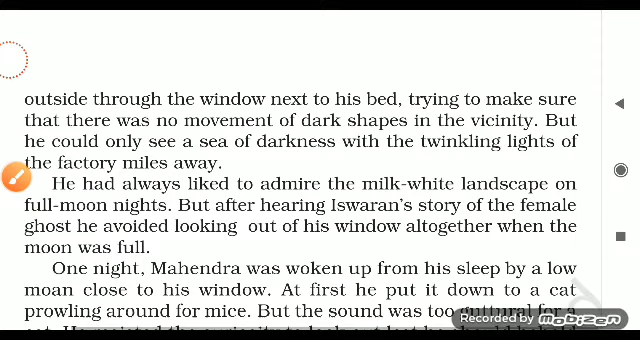 outside through the window next to his bed, trying to make sure
that there was no movement of dark shapes in the vicinity. But
he could only see a sea of darkness with the twinkling lights of
the factory miles away.
He had always liked to admire the milk-white landscape on
full-moon nights. But after hearing Iswaran's story of the female
ghost he avoided looking out of his window altogether when the
moon was full.
One night, Mahendra was woken up from his sleep by a low
moan close to his window. At first he put it down to a cat
prowling around for mice. But the sound was too guttural for a
Recorded by mobizen